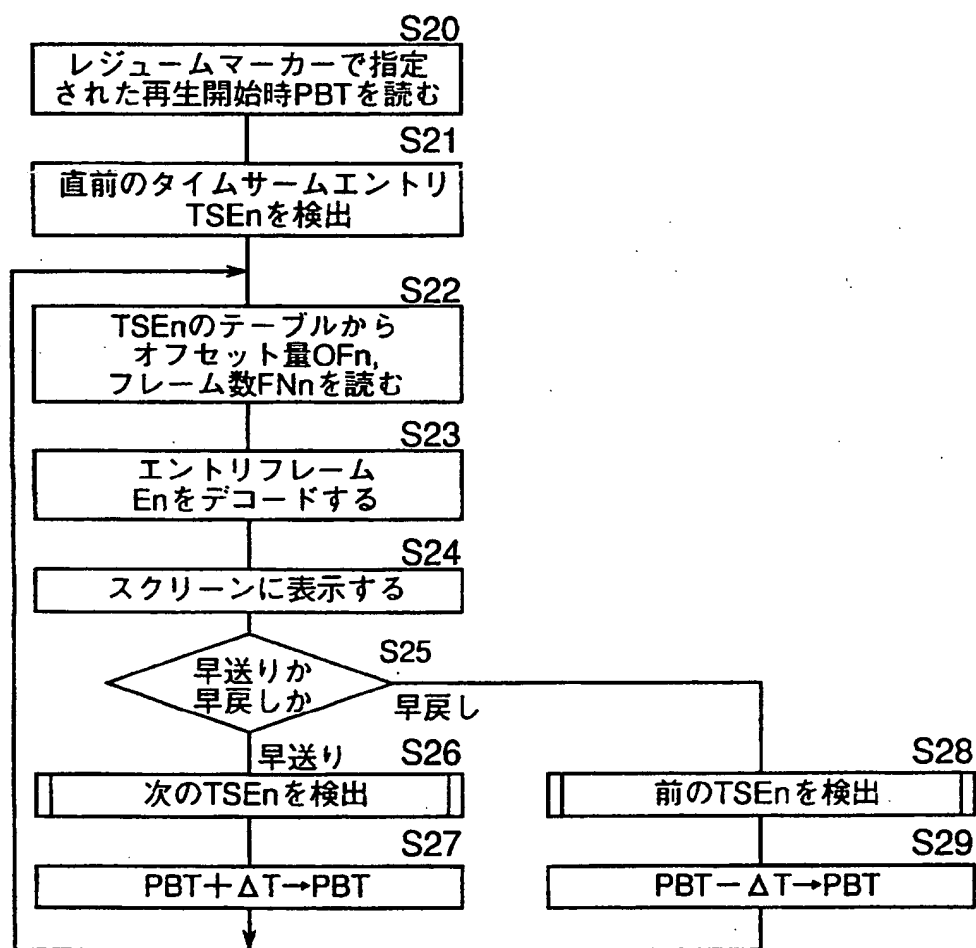 S20
レジュームマーカーで指定
された再生開始時PBTを読む
S21
直前のタイムサームエントリ
TSEnを検出
S22
TSEnのテーブルから
オフセット量OFn,
フレーム数FNnを読む
S23
エントリフレーム
Enをデコードする
S24
スクリーンに表示する
S25
早送りか
早戻しか
早戻し
早送り
S26
次のTSEnを検出
S28
前のTSEnを検出
S27
PBT+ΔT→PBT
S29
PBT−ΔT→PBT